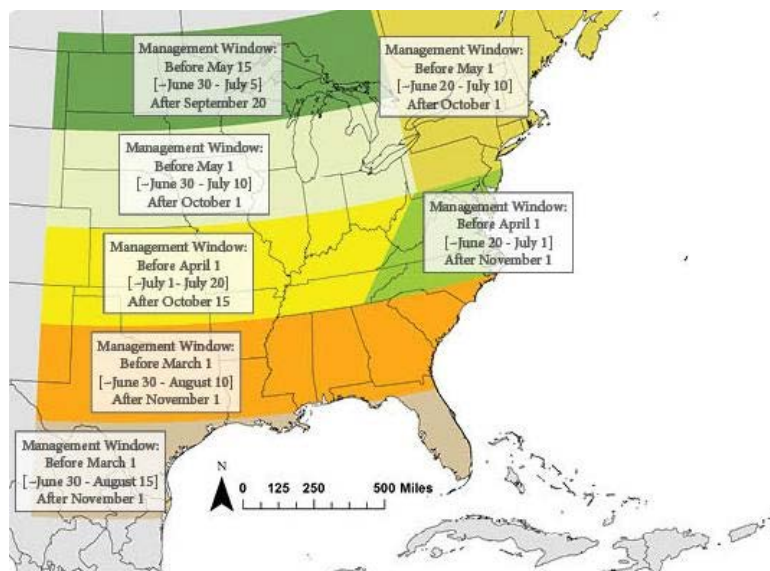 Management Window:
Before May 15
[~June 30 - July 5]
After September 20
Management Window:
Before May 1
[~June 20 - July 10]
After October 1
Management Window:
Before May 1
[~June 30 - July 10]
After October 1
Management Window:
Before April 1
[~June 20 - July 1]
After November 1
Management Window:
Before April 1
[~July 1- July 20]
After October 15
Management Window:
Before March 1
[~June 30 - August 10]
After November 1
Management Window:
Before March 1
[~June 30 - August 15]
After November 1
N
0 125 250 500 Miles